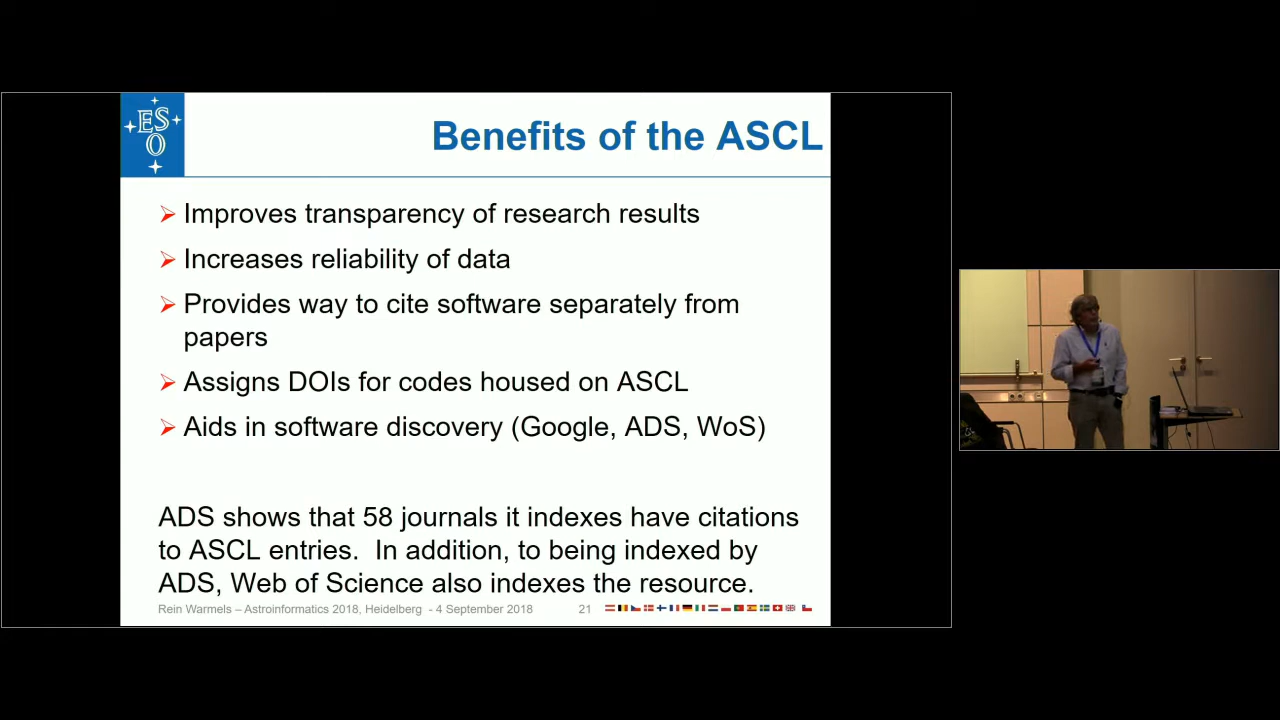 ESO
Benefits of the ASCL
➢ Improves transparency of research results
➢ Increases reliability of data
➢ Provides way to cite software separately from
papers
➢ Assigns DOIs for codes housed on ASCL
➢ Aids in software discovery (Google, ADS, WoS)
ADS shows that 58 journals it indexes have citations
to ASCL entries.  In addition, to being indexed by
ADS, Web of Science also indexes the resource.
Rein Warmels – Astroinformatics 2018, Heidelberg  - 4 September 2018
21